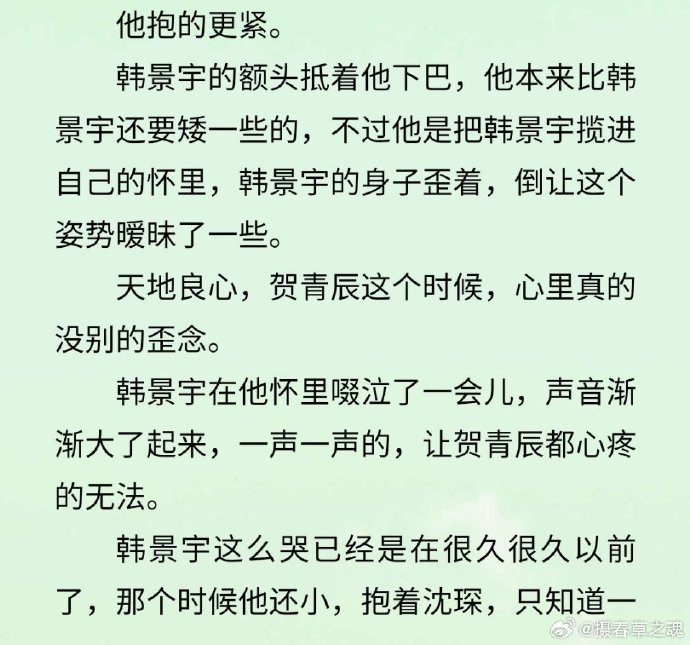 他抱的更紧。
韩景宇的额头抵着他下巴，他本来比韩
景宇还要矮一些的，不过他是把韩景宇揽进
自己的怀里，韩景宇的身子歪着，倒让这个
姿势暧昧了一些。
天地良心，贺青辰这个时候，心里真的
没别的歪念。
韩景宇在他怀里啜泣了一会儿，声音渐
渐大了起来，一声一声的，让贺青辰都心疼
的无法。
韩景宇这么哭已经是在很久很久以前
了，那个时候他还小，抱着沈琛，只知道一
@摄春草之魂